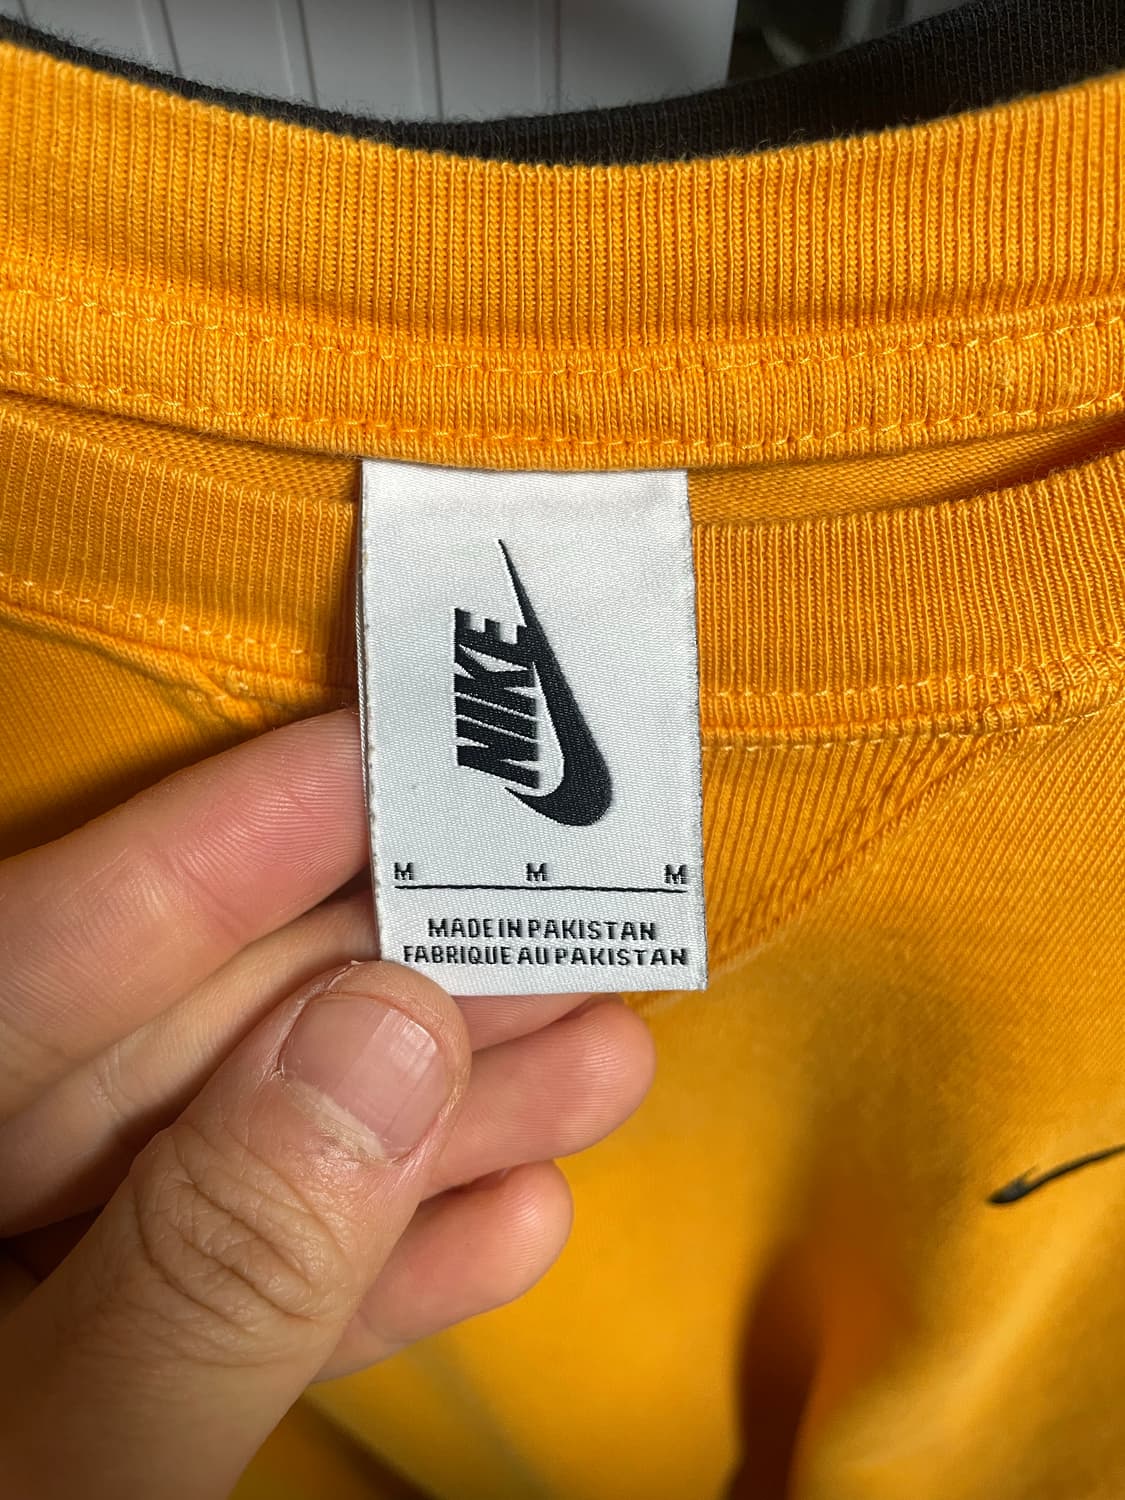 NIKE
M M M
MADE IN PAKISTAN
FABRIQUE AU PAKISTAN